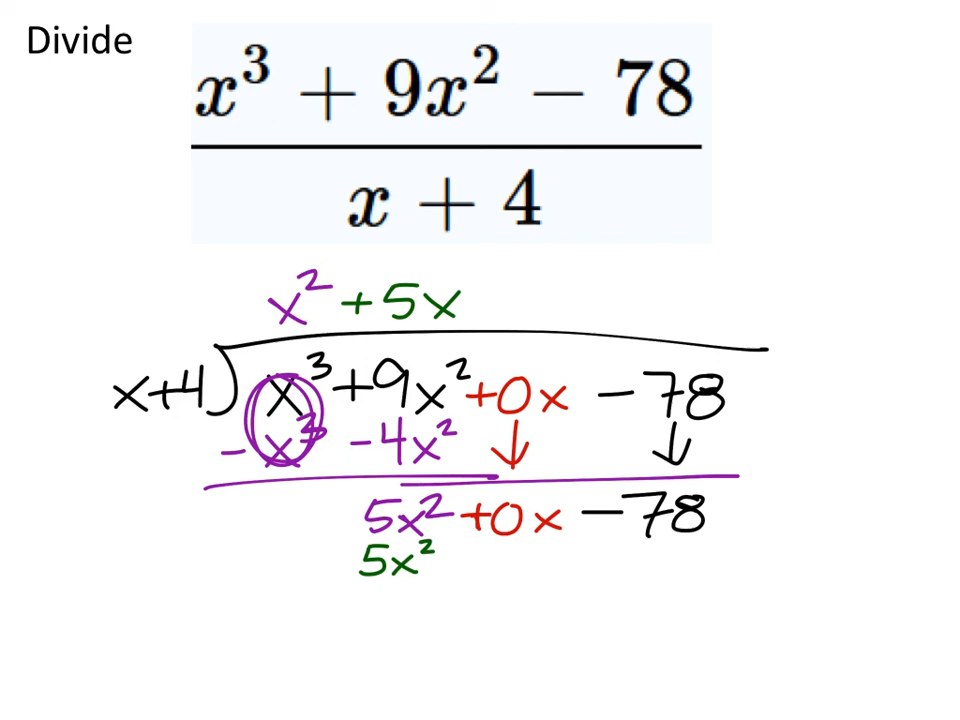 Divide
x³ + 9x² − 78
x + 4
x² + 5x
x+4) x³ + 9x² + 0x − 78
− x³ − 4x²
5x² + 0x − 78
5x²